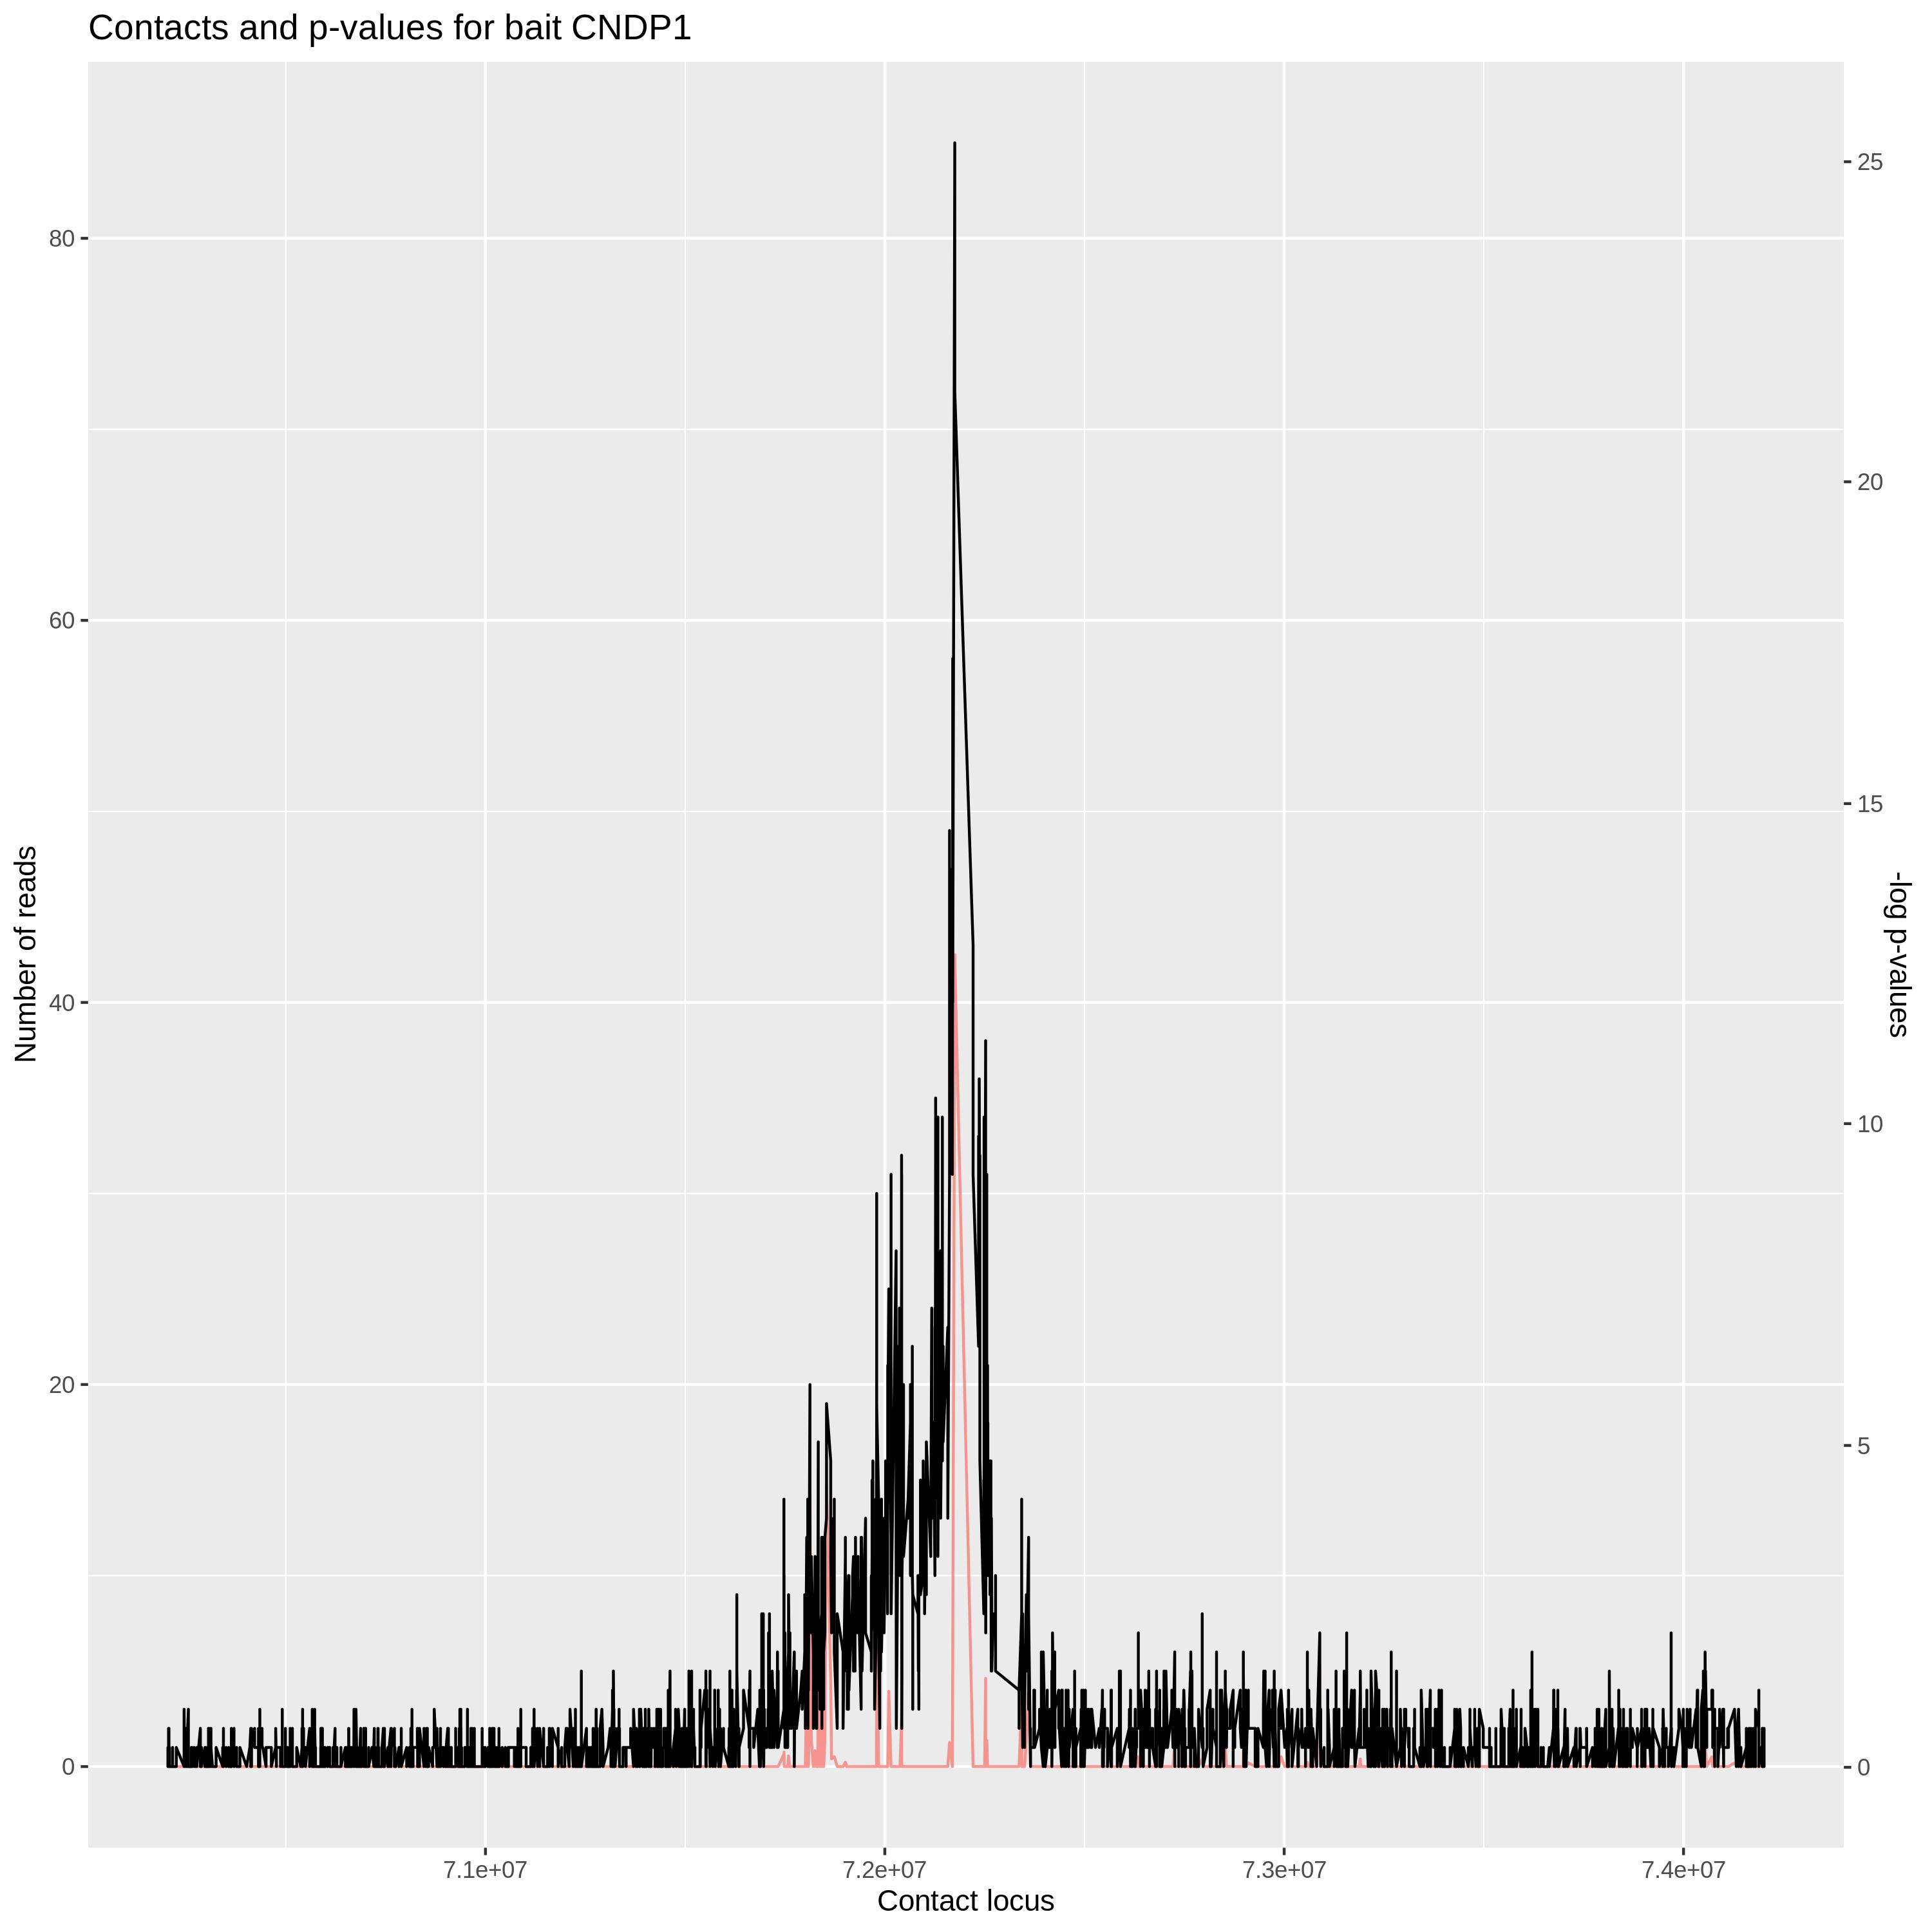 Contacts and p-values for bait CNDP1
80
60
40
20
0
Number of reads
25
20
15
10
5
0
-log p-values
7.1e+07
7.2e+07
7.3e+07
7.4e+07
Contact locus